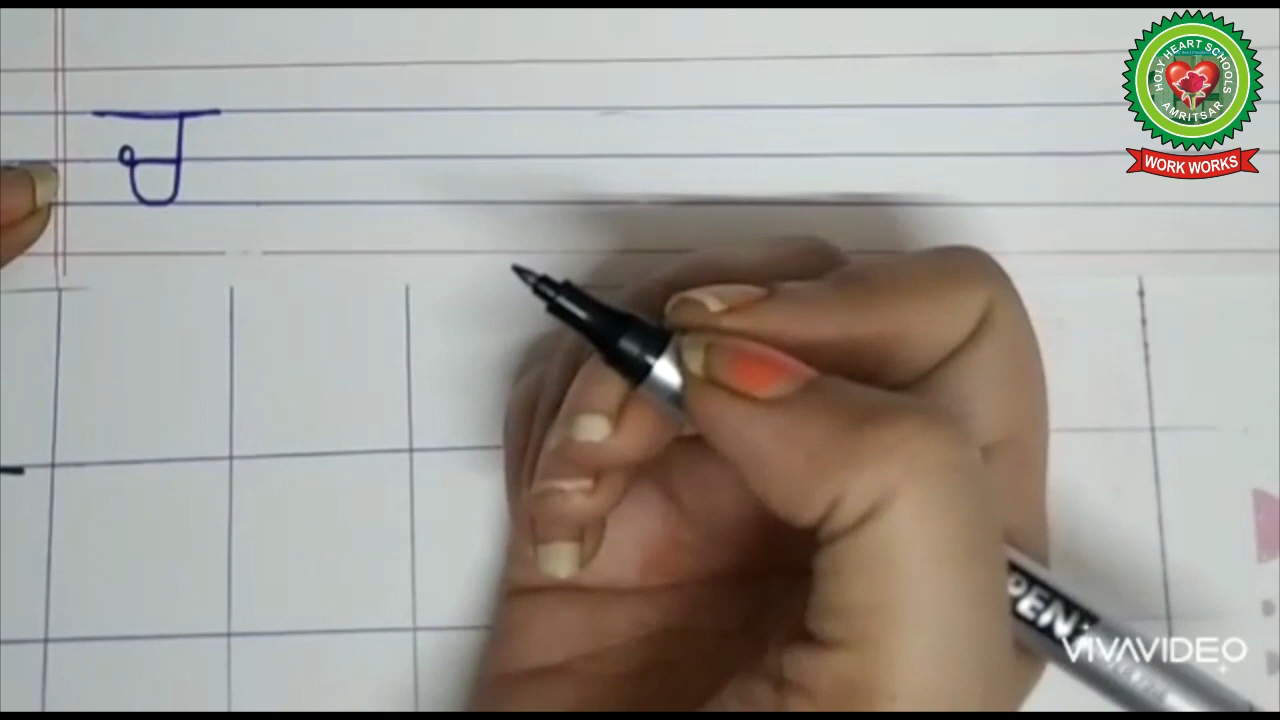 HOLY HEART SCHOOLS
AMRITSAR
WORK WORKS
ਚ
VIVAVIDEO